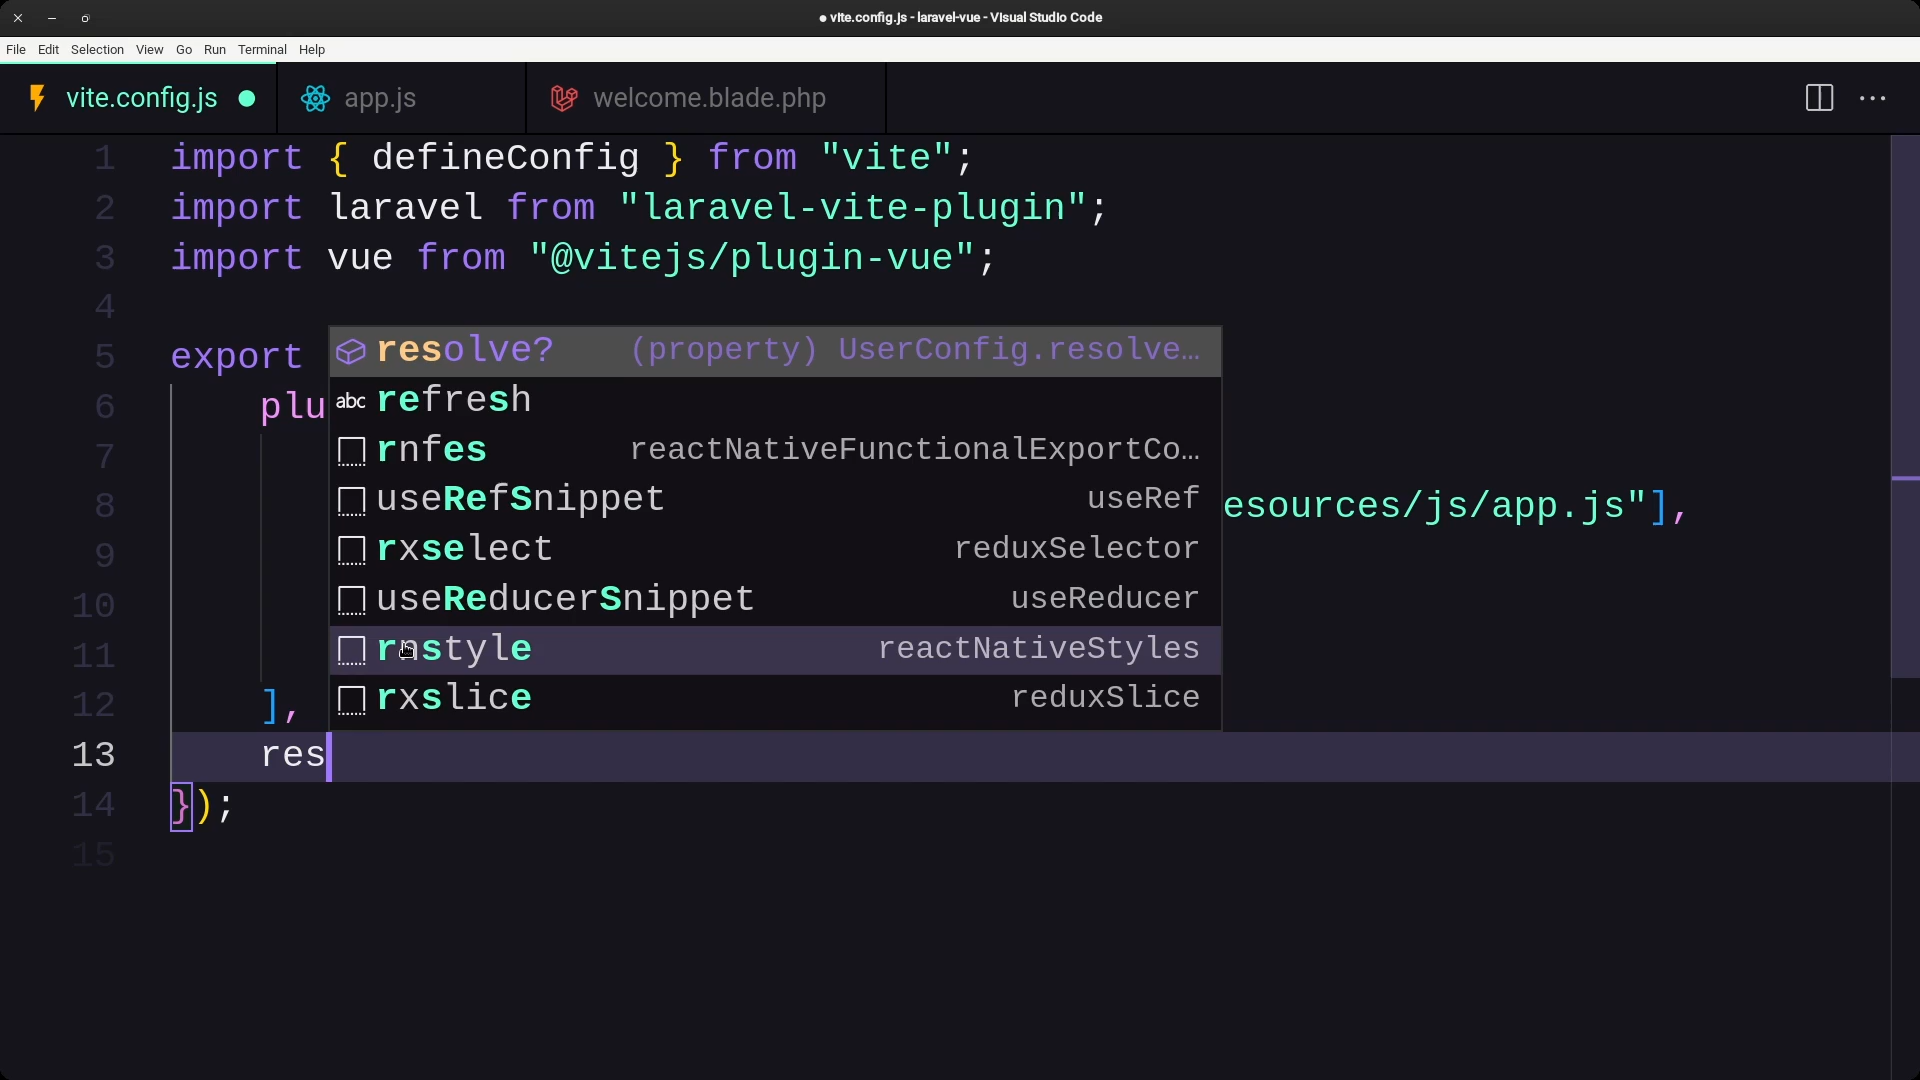 ● vite.config.js - laravel-vue - Visual Studio Code
File Edit Selection View Go Run Terminal Help
vite.config.js ● app.js welcome.blade.php ···
1 import { defineConfig } from "vite";
2 import laravel from "laravel-vite-plugin";
3 import vue from "@vitejs/plugin-vue";
4
5 export
resolve? (property) UserConfig.resolve…
6 plu
abc refresh
7
rnfes reactNativeFunctionalExportCo…
8 esources/js/app.js"],
useRefSnippet useRef
9
rxselect reduxSelector
10
useReducerSnippet useReducer
11
rnstyle reactNativeStyles
12 ],
rxslice reduxSlice
13 res
14 });
15